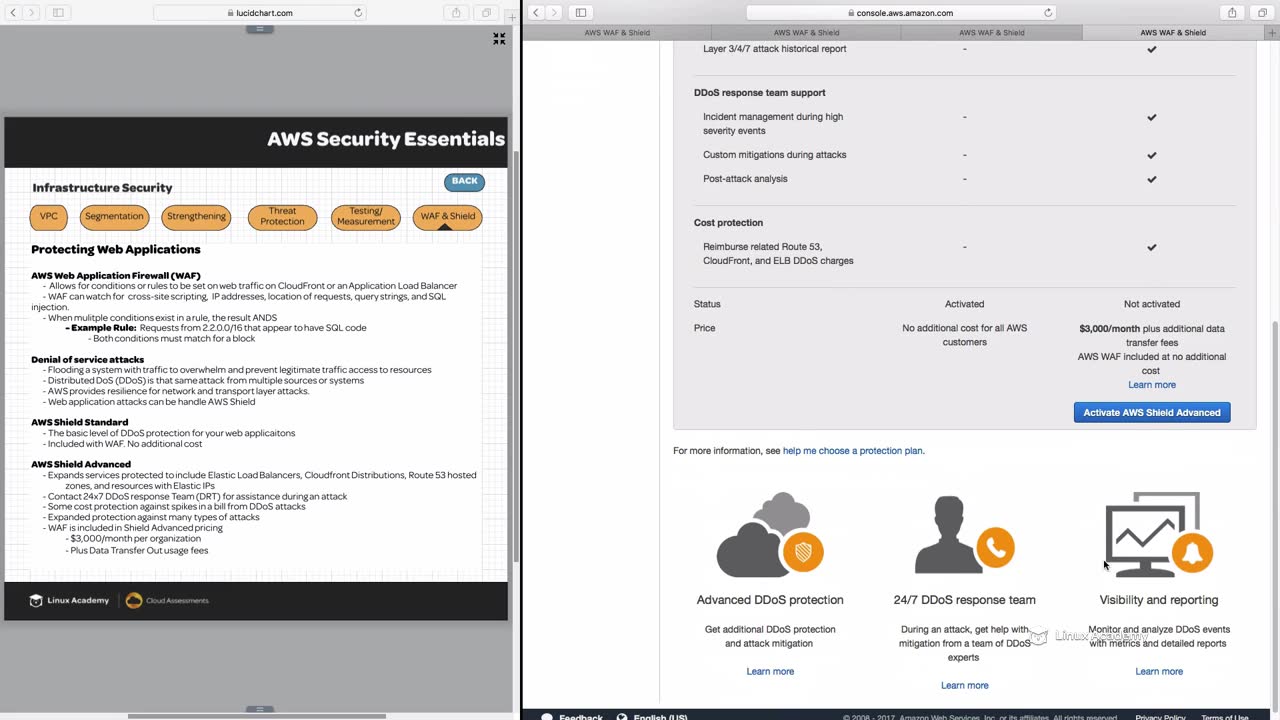 lucidchart.com
AWS Security Essentials
Infrastructure Security
BACK
VPC
Segmentation
Strengthening
Threat
Protection
Testing/
Measurement
WAF & Shield
Protecting Web Applications
AWS Web Application Firewall (WAF)
- Allows for conditions or rules to be set on web traffic on CloudFront or an Application Load Balancer
- WAF can watch for cross-site scripting, IP addresses, location of requests, query strings, and SQL
injection.
- When mulitple conditions exist in a rule, the result ANDS
- Example Rule: Requests from 2.2.0.0/16 that appear to have SQL code
- Both conditions must match for a block
Denial of service attacks
- Flooding a system with traffic to overwhelm and prevent legitimate traffic access to resources
- Distributed DoS (DDoS) is that same attack from multiple sources or systems
- AWS provides resilience for network and transport layer attacks.
- Web application attacks can be handle AWS Shield
AWS Shield Standard
- The basic level of DDoS protection for your web applicaitons
- Included with WAF. No additional cost
AWS Shield Advanced
- Expands services protected to include Elastic Load Balancers, Cloudfront Distributions, Route 53 hosted
zones, and resources with Elastic IPs
- Contact 24x7 DDoS response Team (DRT) for assistance during an attack
- Some cost protection against spikes in a bill from DDoS attacks
- Expanded protection against many types of attacks
- WAF is included in Shield Advanced pricing
- $3,000/month per organization
- Plus Data Transfer Out usage fees
Linux Academy
Cloud Assessments
console.aws.amazon.com
AWS WAF & Shield
AWS WAF & Shield
AWS WAF & Shield
AWS WAF & Shield
Layer 3/4/7 attack historical report -
DDoS response team support
Incident management during high -
severity events
Custom mitigations during attacks -
Post-attack analysis -
Cost protection
Reimburse related Route 53, -
CloudFront, and ELB DDoS charges
Status Activated Not activated
Price No additional cost for all AWS
customers
$3,000/month plus additional data
transfer fees
AWS WAF included at no additional
cost
Learn more
Activate AWS Shield Advanced
For more information, see help me choose a protection plan.
Advanced DDoS protection
Get additional DDoS protection
and attack mitigation
Learn more
24/7 DDoS response team
During an attack, get help with
mitigation from a team of DDoS
experts
Learn more
Visibility and reporting
Monitor and analyze DDoS events
with metrics and detailed reports
Learn more
Linux Academy
Feedback
English (US)
© 2008 - 2017, Amazon Web Services, Inc. or its affiliates. All rights reserved.
Privacy Policy
Terms of Use